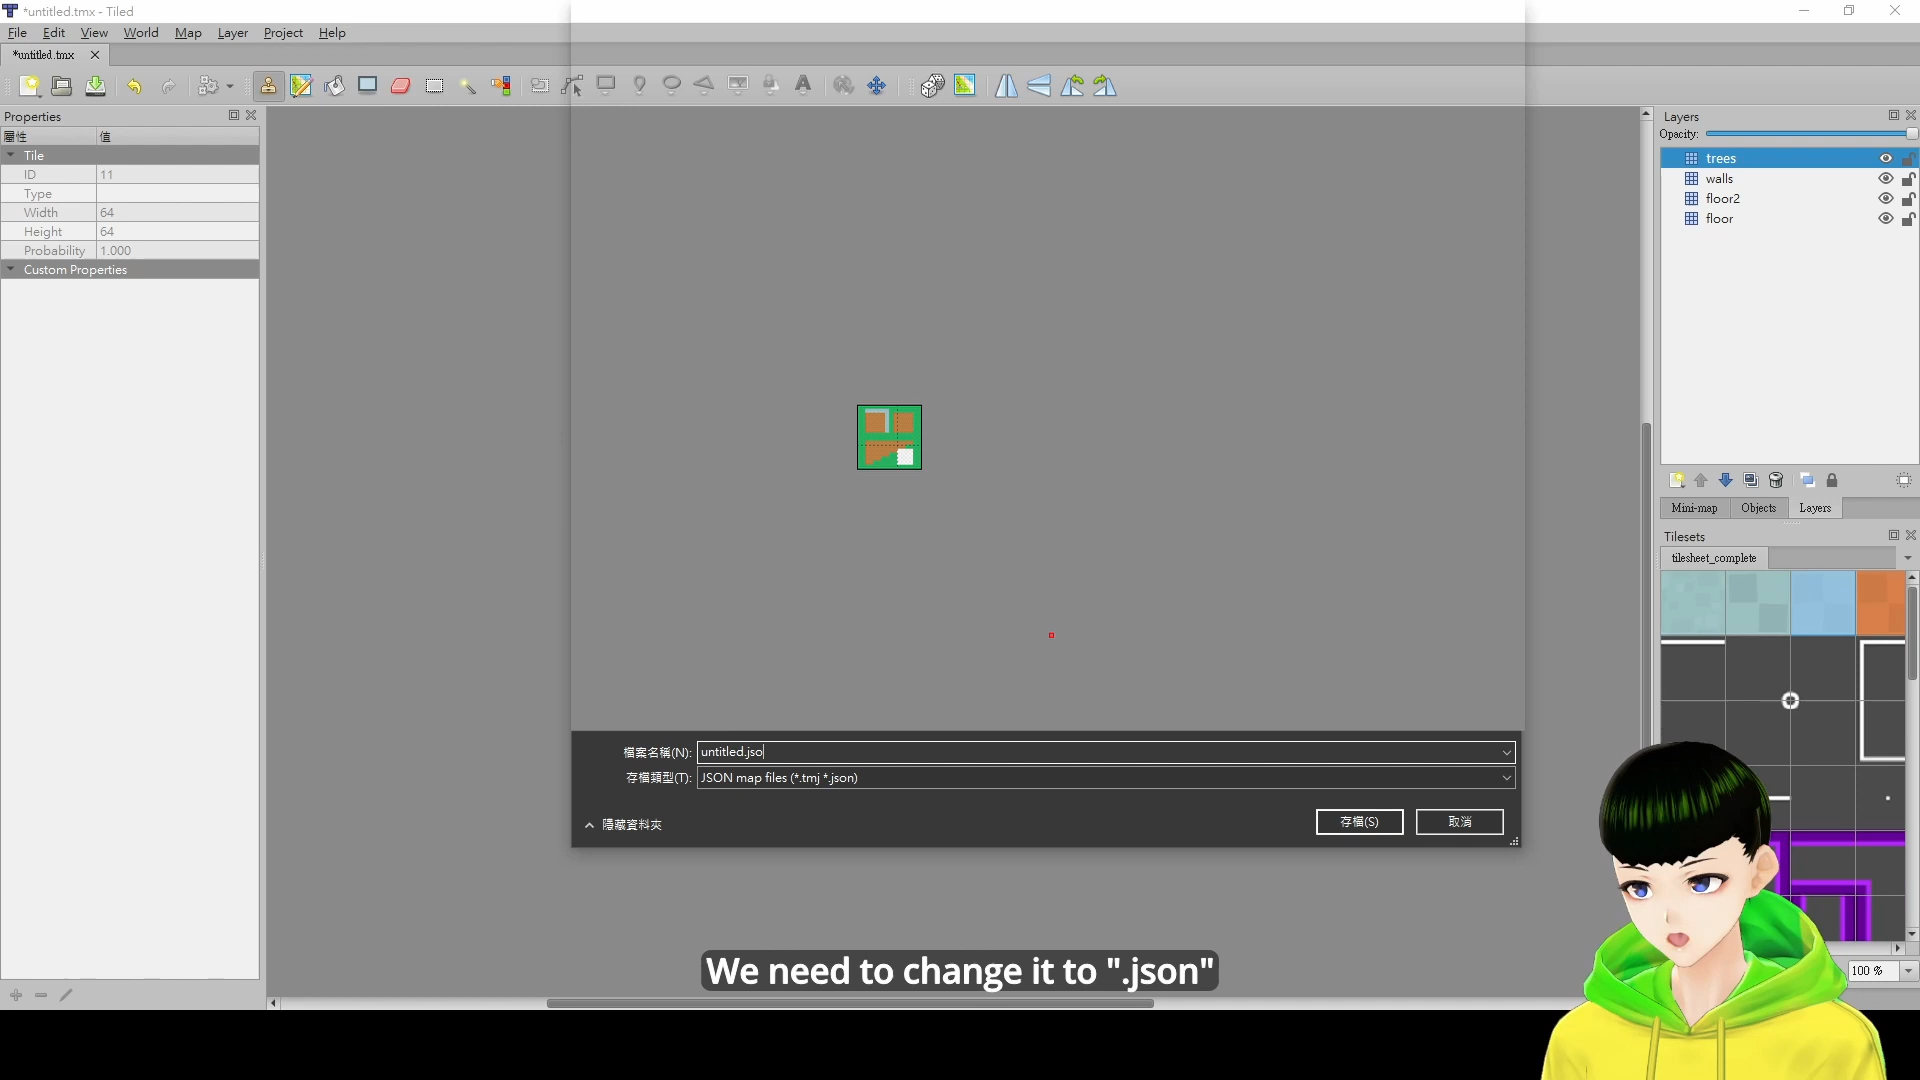 *untitled.tmx - Tiled
File Edit View World Map Layer Project Help
*untitled.tmx
Properties
屬性 值
Tile
ID 11
Type
Width 64
Height 64
Probability 1.000
Custom Properties
Layers
Opacity:
trees
walls
floor2
floor
Mini-map Objects Layers
Tilesets
tilesheet_complete
檔案名稱(N): untitled.jso
存檔類型(T): JSON map files (*.tmj *.json)
隱藏資料夾
存檔(S) 取消
100 %
We need to change it to ".json"